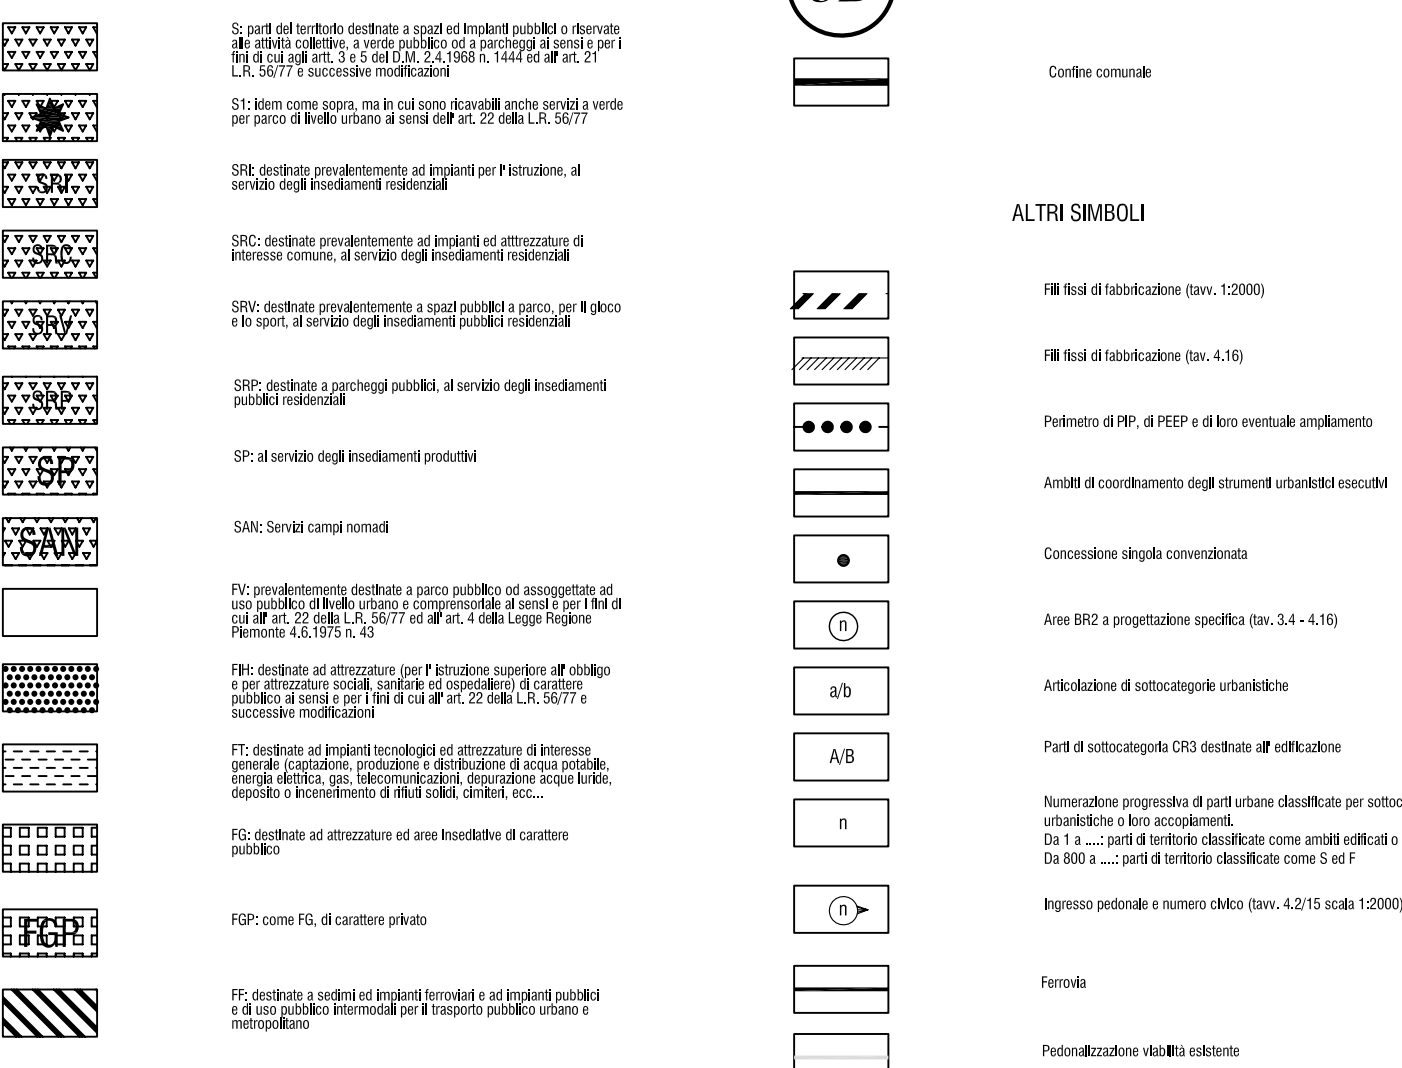 S: parti del territorio destinate a spazi ed impianti pubblici o riservate
alle attività collettive, a verde pubblico od a parcheggi ai sensi e per i
fini di cui agli artt. 3 e 5 del D.M. 2.4.1968 n. 1444 ed all' art. 21
L.R. 56/77 e successive modificazioni
S1: idem come sopra, ma in cui sono ricavabili anche servizi a verde
per parco di livello urbano ai sensi dell' art. 22 della L.R. 56/77
SRI
SRI: destinate prevalentemente ad impianti per l' istruzione, al
servizio degli insediamenti residenziali
SRC
SRC: destinate prevalentemente ad impianti ed atttrezzature di
interesse comune, al servizio degli insediamenti residenziali
SRV
SRV: destinate prevalentemente a spazi pubblici a parco, per il gioco
e lo sport, al servizio degli insediamenti pubblici residenziali
SRP
SRP: destinate a parcheggi pubblici, al servizio degli insediamenti
pubblici residenziali
SP
SP: al servizio degli insediamenti produttivi
SAN
SAN: Servizi campi nomadi
FV: prevalentemente destinate a parco pubblico od assoggettate ad
uso pubblico di livello urbano e comprensoriale ai sensi e per i fini di
cui all' art. 22 della L.R. 56/77 ed all' art. 4 della Legge Regione
Piemonte 4.6.1975 n. 43
FIH: destinate ad attrezzature (per l' istruzione superiore all' obbligo
e per attrezzature sociali, sanitarie ed ospedaliere) di carattere
pubblico ai sensi e per i fini di cui all' art. 22 della L.R. 56/77 e
successive modificazioni
FT: destinate ad impianti tecnologici ed attrezzature di interesse
generale (captazione, produzione e distribuzione di acqua potabile,
energia elettrica, gas, telecomunicazioni, depurazione acque luride,
deposito o incenerimento di rifiuti solidi, cimiteri, ecc...
FG: destinate ad attrezzature ed aree insediative di carattere
pubblico
FGP
FGP: come FG, di carattere privato
FF: destinate a sedimi ed impianti ferroviari e ad impianti pubblici
e di uso pubblico intermodali per il trasporto pubblico urbano e
metropolitano
Confine comunale
ALTRI SIMBOLI
Fili fissi di fabbricazione (tavv. 1:2000)
Fili fissi di fabbricazione (tav. 4.16)
Perimetro di PIP, di PEEP e di loro eventuale ampliamento
Ambiti di coordinamento degli strumenti urbanistici esecutivi
Concessione singola convenzionata
n
Aree BR2 a progettazione specifica (tav. 3.4 - 4.16)
a/b
Articolazione di sottocategorie urbanistiche
A/B
Parti di sottocategoria CR3 destinate all' edificazione
n
Numerazione progressiva di parti urbane classificate per sottoc
urbanistiche o loro accopiamenti.
Da 1 a ....: parti di territorio classificate come ambiti edificati o
Da 800 a ....: parti di territorio classificate come S ed F
n
Ingresso pedonale e numero civico (tavv. 4.2/15 scala 1:2000)
Ferrovia
Pedonalizzazione viabilità esistente